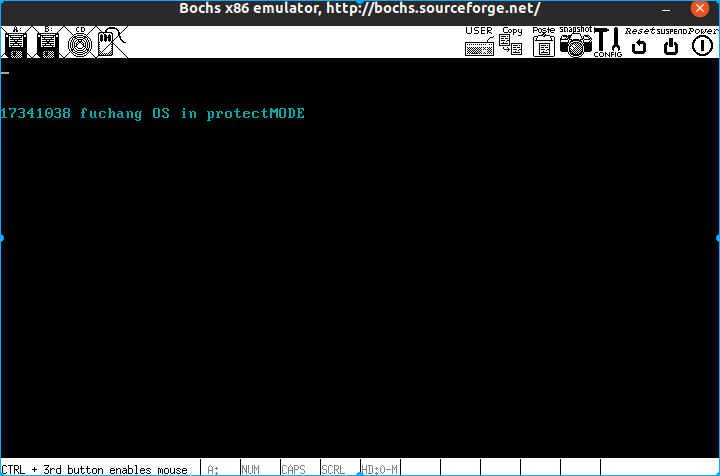 Bochs x86 emulator, http://bochs.sourceforge.net/
A: B: CD USER Copy Paste snapshot CONFIG Reset SUSPEND Power
17341038 fuchang OS in protectMODE
CTRL + 3rd button enables mouse A: NUM CAPS SCRL HD:0-M